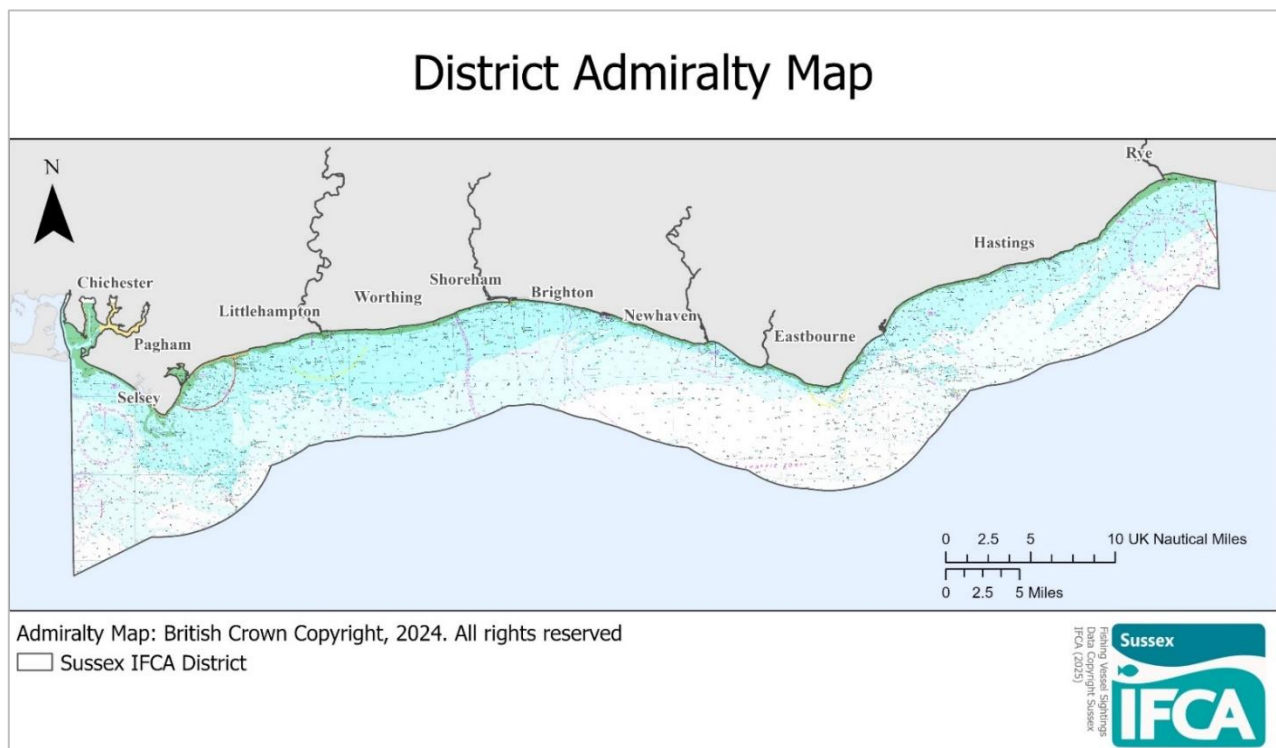 District Admiralty Map
N
Rye
Hastings
Chichester
Shoreham
Brighton
Worthing
Littlehampton
Newhaven
Eastbourne
Pagham
Selsey
0 2.5 5 10 UK Nautical Miles
0 2.5 5 Miles
Admiralty Map: British Crown Copyright, 2024. All rights reserved
Sussex IFCA District
Fishing Vessel Sightings
Data Copyright Sussex
IFCA (2025)
Sussex
IFCA